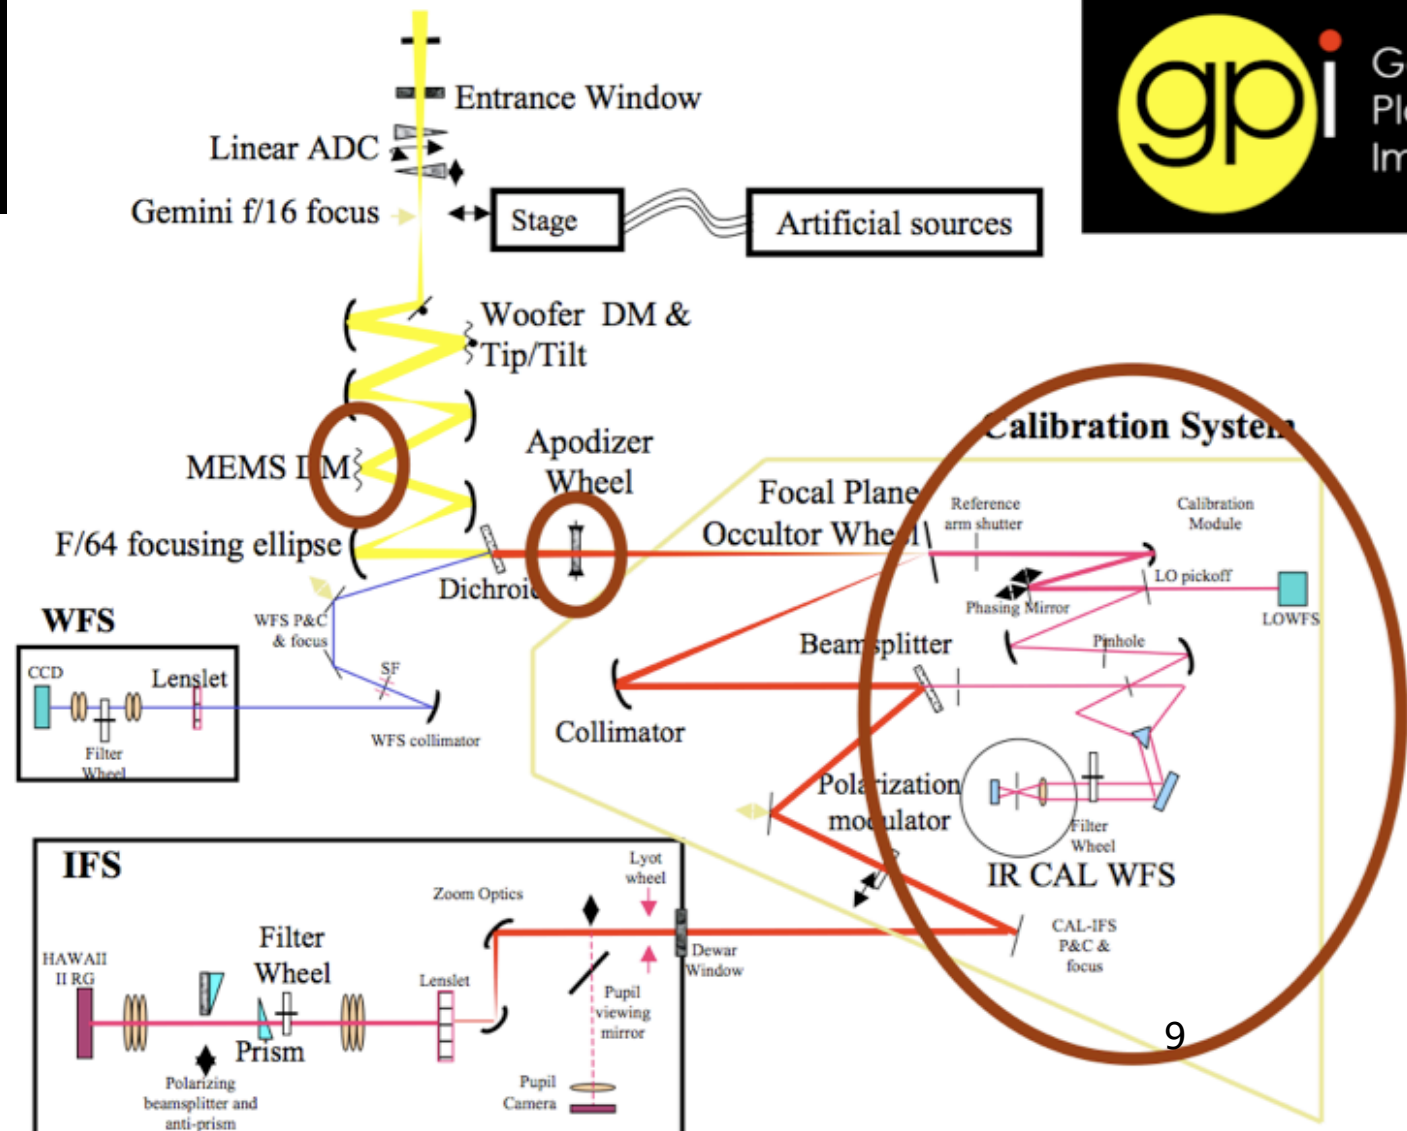 Entrance Window
Linear ADC
Gemini f/16 focus
Stage
Artificial sources
gpi
G
Pl
Im
Woofer DM &
Tip/Tilt
MEMS DM
Apodizer
Wheel
F/64 focusing ellipse
Dichroic
Calibration System
Focal Plane
Occultor Wheel
Reference
arm shutter
Calibration
Module
LO pickoff
Phasing Mirror
LOWFS
Pinhole
Beamsplitter
WFS P&C
& focus
SF
WFS collimator
WFS
CCD
Lenslet
Filter
Wheel
Collimator
Polarization
modulator
Filter
Wheel
IR CAL WFS
CAL-IFS
P&C &
focus
IFS
Lyot
wheel
Zoom Optics
Dewar
Window
HAWAII
II RG
Filter
Wheel
Lenslet
Pupil
viewing
mirror
Prism
Polarizing
beamsplitter and
anti-prism
Pupil
Camera
9